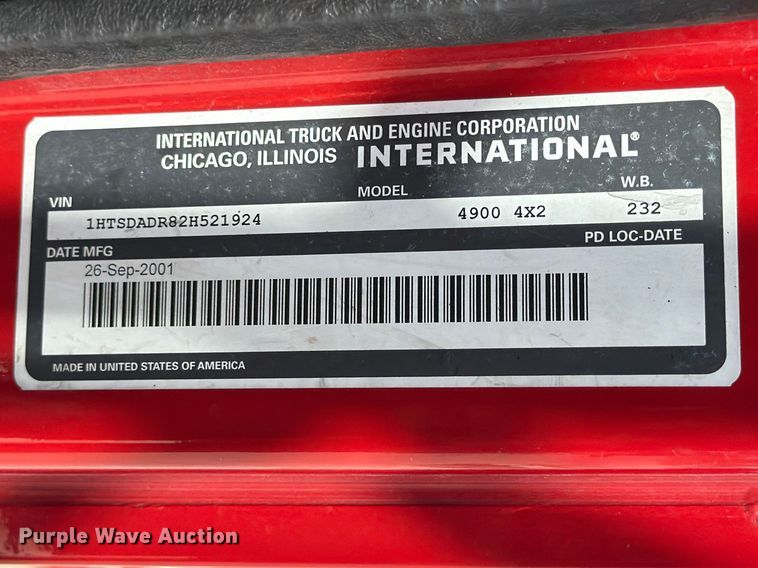 INTERNATIONAL TRUCK AND ENGINE CORPORATION
CHICAGO, ILLINOIS INTERNATIONAL®
VIN MODEL W.B.
1HTSDADR82H521924 4900 4X2 232
DATE MFG PD LOC-DATE
26-Sep-2001
MADE IN UNITED STATES OF AMERICA
Purple Wave Auction